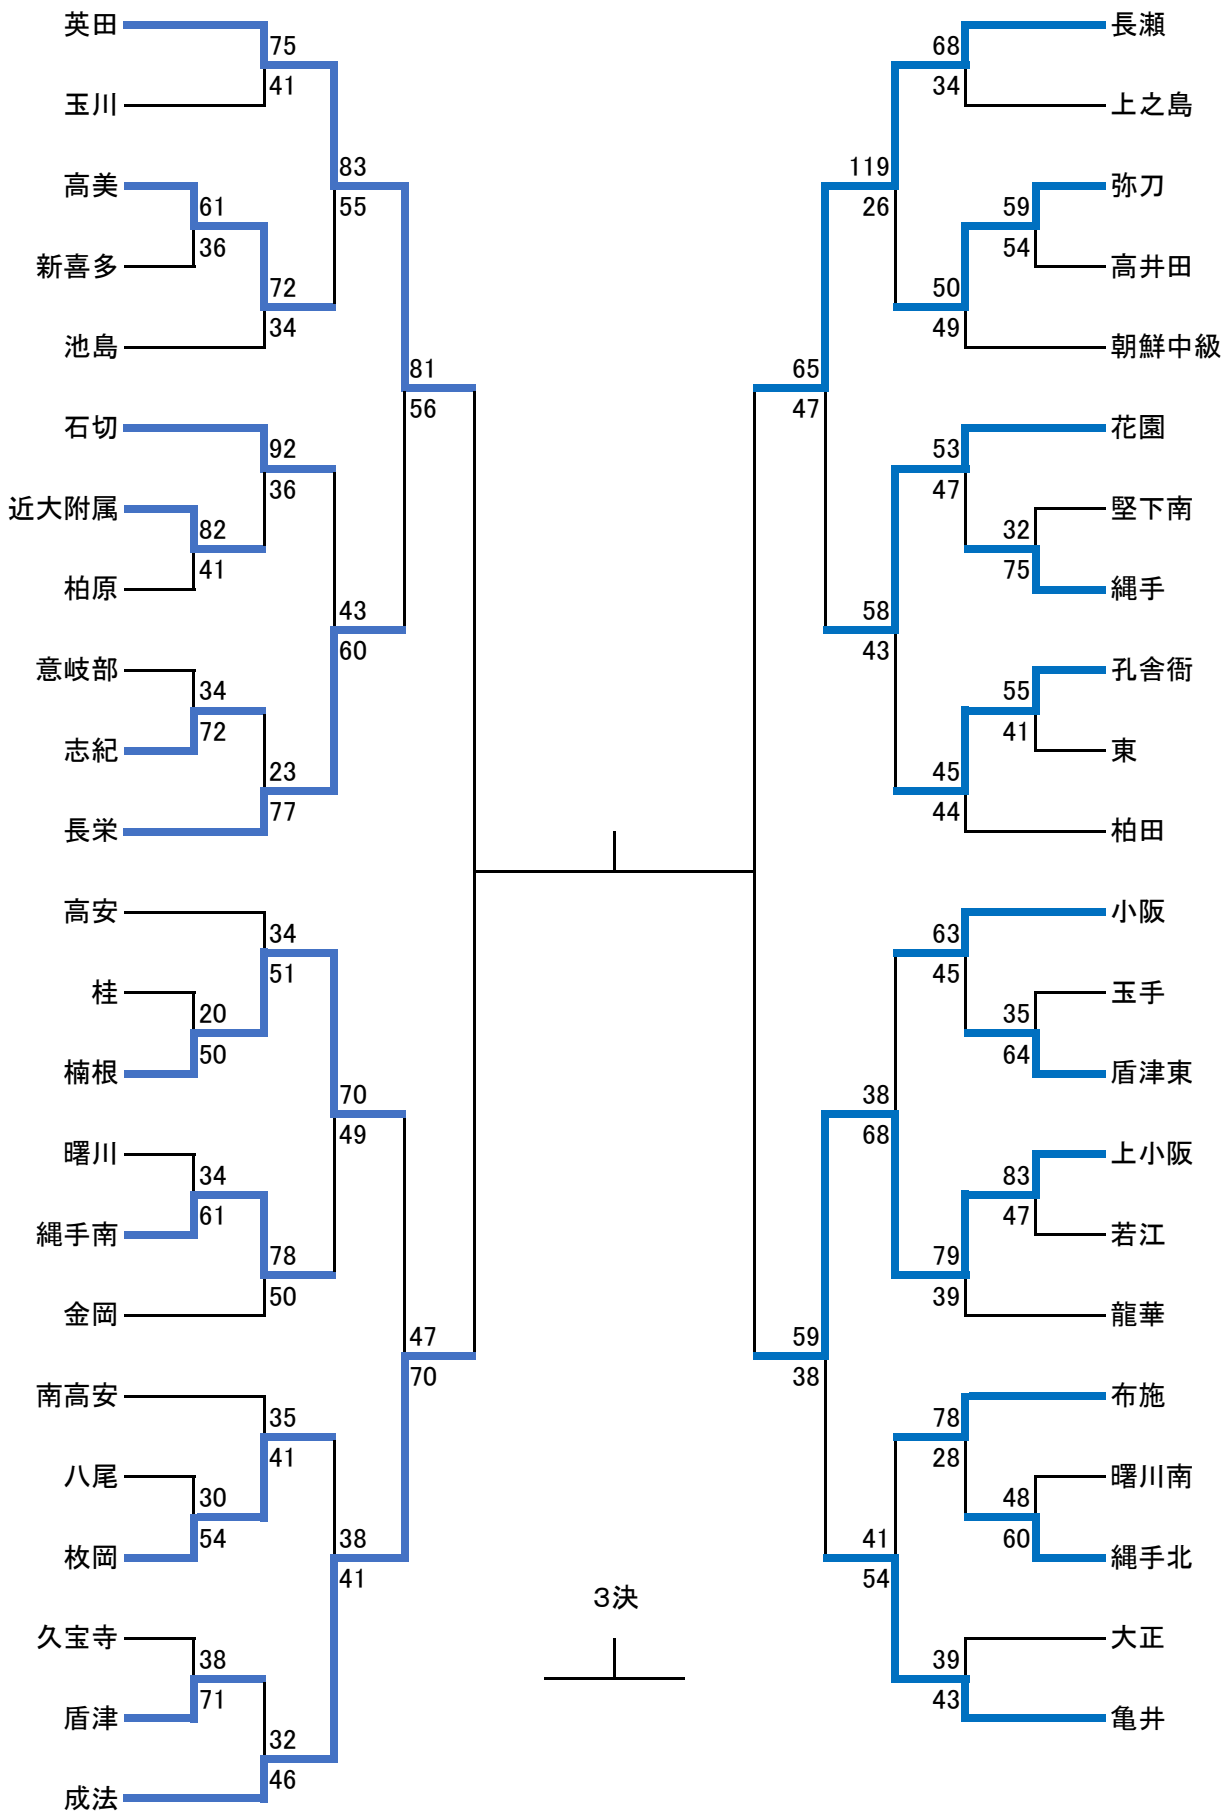 英田
75
41
玉川
83
55
高美
61
36
新喜多
72
34
池島
81
56
石切
92
36
近大附属
82
41
柏原
43
60
意岐部
34
72
志紀
23
77
長栄
高安
34
51
桂
20
50
楠根
70
49
曙川
34
61
縄手南
78
50
金岡
47
70
南高安
35
41
八尾
30
54
枚岡
38
41
久宝寺
38
71
盾津
32
46
成法
長瀬
68
34
上之島
119
26
弥刀
59
54
高井田
50
49
朝鮮中級
65
47
花園
53
47
堅下南
32
75
縄手
58
43
孔舎衙
55
41
東
45
44
柏田
小阪
63
45
玉手
35
64
盾津東
38
68
上小阪
83
47
若江
79
39
龍華
59
38
布施
78
28
曙川南
48
60
縄手北
41
54
大正
39
43
亀井
３決